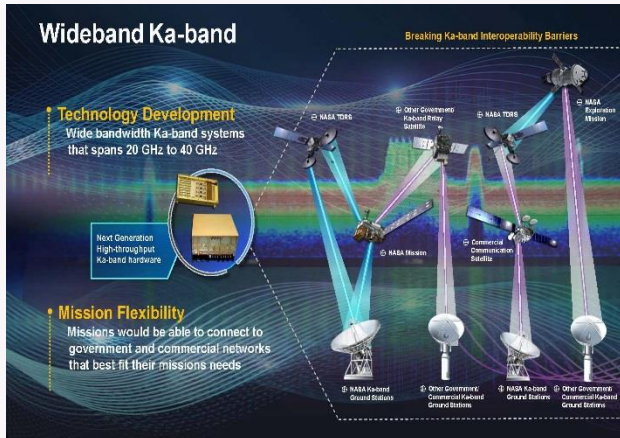 Wideband Ka-band
Breaking Ka-band Interoperability Barriers
Technology Development
Wide bandwidth Ka-band systems
that spans 20 GHz to 40 GHz
Next Generation
High-throughput
Ka-band hardware
Mission Flexibility
Missions would be able to connect to
government and commercial networks
that best fit their missions needs
NASA TDRS
Other Government/
Ka-band Relay
Satellite
NASA TDRS
NASA
Exploration
Mission
NASA Mission
Commercial
Communication
Satellite
NASA Ka-band
Ground Stations
Other Government/
Commercial Ka-band
Ground Stations
NASA Ka-band
Ground Stations
Other Government/
Commercial Ka-band
Ground Stations